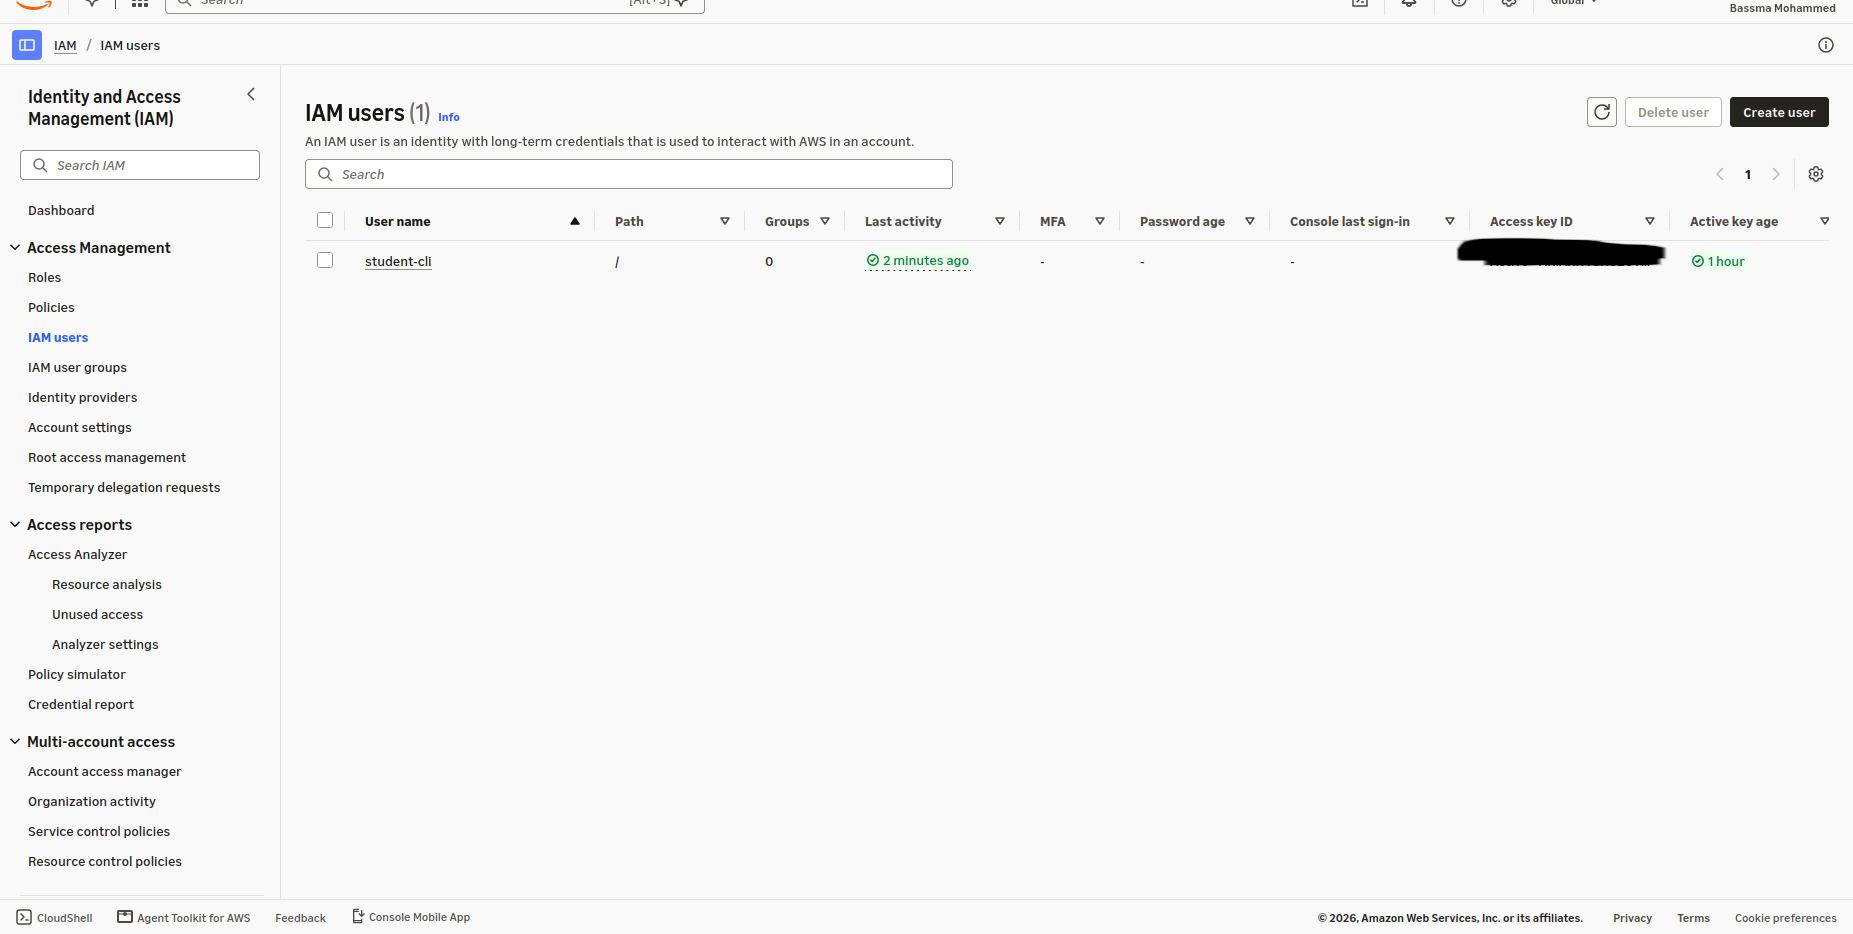 Search
[Alt+S]
Global
Bassma Mohammed
IAM / IAM users
Identity and Access Management (IAM)
Search IAM
Dashboard
Access Management
Roles
Policies
IAM users
IAM user groups
Identity providers
Account settings
Root access management
Temporary delegation requests
Access reports
Access Analyzer
Resource analysis
Unused access
Analyzer settings
Policy simulator
Credential report
Multi-account access
Account access manager
Organization activity
Service control policies
Resource control policies
IAM users (1) Info
Delete user
Create user
An IAM user is an identity with long-term credentials that is used to interact with AWS in an account.
Search
1
User name Path Groups Last activity MFA Password age Console last sign-in Access key ID Active key age
student-cli / 0 2 minutes ago - - - 1 hour
CloudShell Agent Toolkit for AWS Feedback Console Mobile App © 2026, Amazon Web Services, Inc. or its affiliates. Privacy Terms Cookie preferences